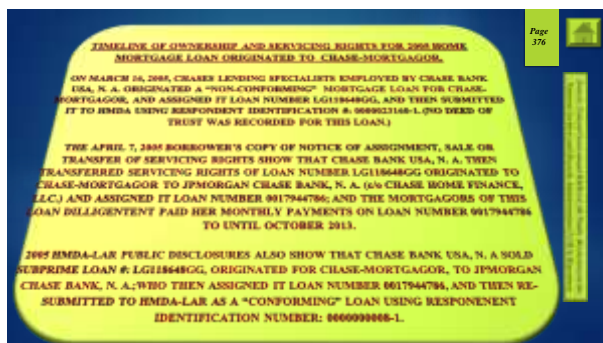 Page
376
TIMELINE OF OWNERSHIP AND SERVICING RIGHTS FOR 2005 HOME
MORTGAGE LOAN ORIGINATED TO CHASE-MORTGAGOR.
ON MARCH 16, 2005, CHASES LENDING SPECIALISTS EMPLOYED BY CHASE BANK
USA, N. A. ORIGINATED A "NON-CONFORMING" MORTGAGE LOAN FOR CHASE-
MORTGAGOR, AND ASSIGNED IT LOAN NUMBER LG118648GG, AND THEN SUBMITTED
IT TO HMDA USING RESPONDENT IDENTIFICATION #: 0000023160-1. (NO DEED OF
TRUST WAS RECORDED FOR THIS LOAN.)
THE APRIL 7, 2005 BORROWER'S COPY OF NOTICE OF ASSIGNMENT, SALE OR
TRANSFER OF SERVICING RIGHTS SHOW THAT CHASE BANK USA, N. A. THEN
TRANSFERRED SERVICING RIGHTS OF LOAN NUMBER LG118648GG ORIGINATED TO
CHASE-MORTGAGOR TO JPMORGAN CHASE BANK, N. A. (c/o CHASE HOME FINANCE,
LLC.) AND ASSIGNED IT LOAN NUMBER 0017944786; AND THE MORTGAGORS OF THIS
LOAN DILLIGENTENT PAID HER MONTHLY PAYMENTS ON LOAN NUMBER 0017944786
TO UNTIL OCTOBER 2013.
2005 HMDA-LAR PUBLIC DISCLOSURES ALSO SHOW THAT CHASE BANK USA, N. A SOLD
SUBPRIME LOAN #: LG118648GG, ORIGINATED FOR CHASE-MORTGAGOR, TO JPMORGAN
CHASE BANK, N. A.;WHO THEN ASSIGNED IT LOAN NUMBER 0017944786, AND THEN RE-
SUBMITTED TO HMDA-LAR AS A "CONFORMING" LOAN USING RESPONENENT
IDENTIFICATION NUMBER: 0000000008-1.